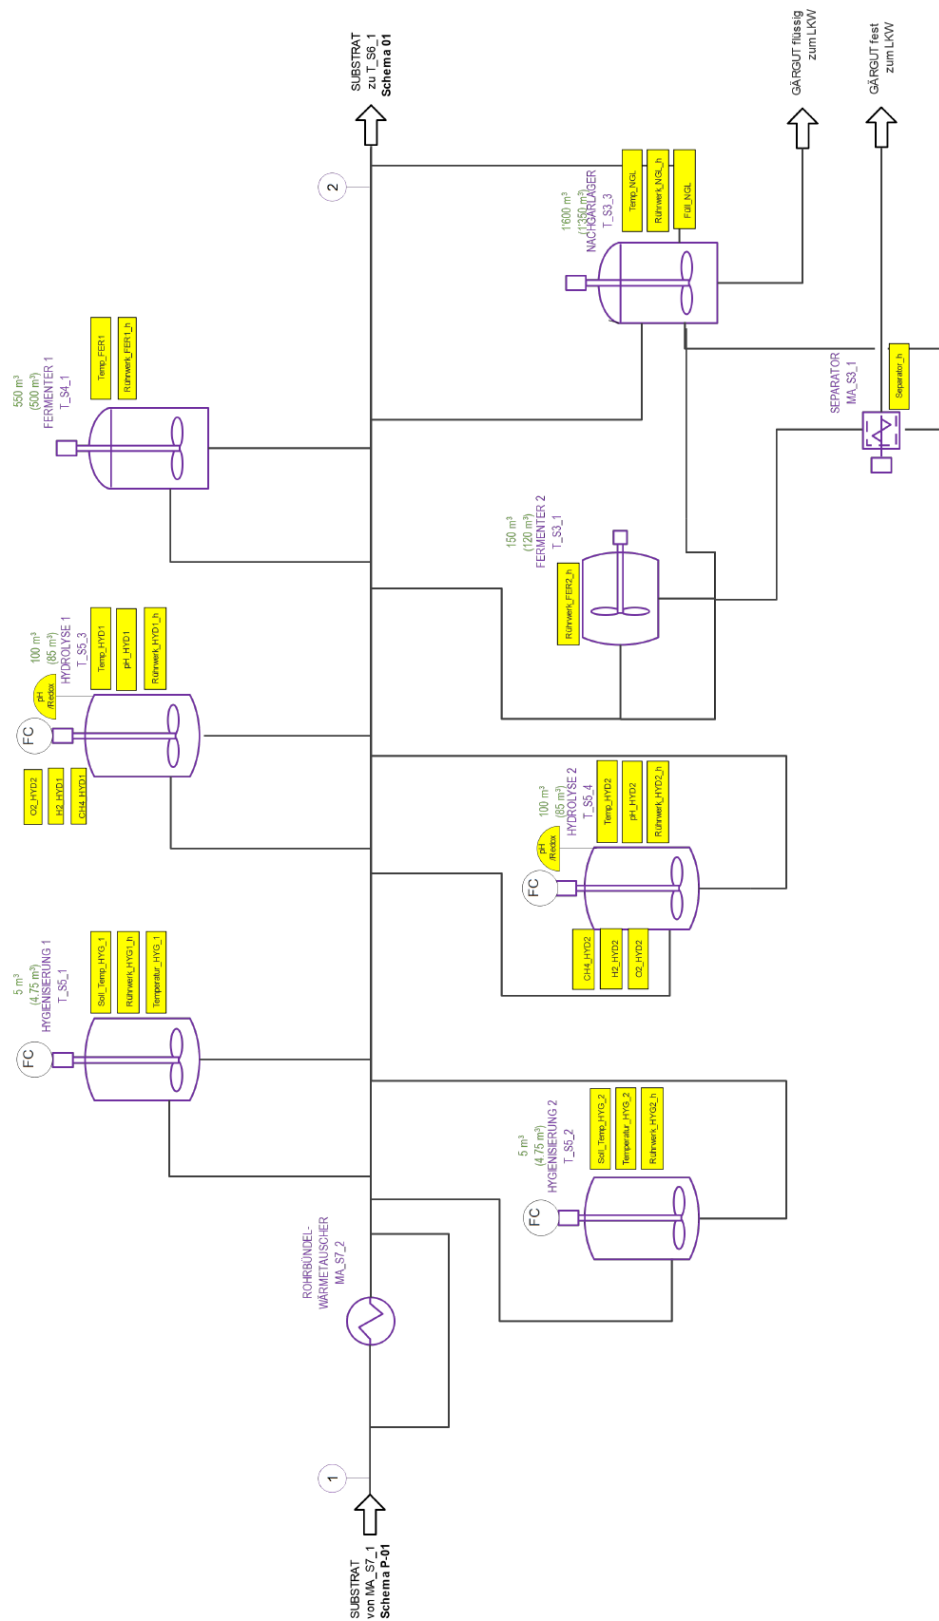 SUBSTRAT
zu T_S6_1
Schema 01
2
GÄRGUT flüssig
zum LKW
GÄRGUT fest
zum LKW
1'600 m³
(1'350 m³)
NACHGÄRLAGER
T_S3_3
Temp_NGL
Rührwerk_NGL_h
Füll_NGL
550 m³
(500 m³)
FERMENTER 1
T_S4_1
Temp_FER1
Rührwerk_FER1_h
SEPARATOR
MA_S3_1
Separator_h
150 m³
(120 m³)
FERMENTER 2
T_S3_1
Rührwerk_FER2_h
100 m³
(85 m³)
HYDROLYSE 1
T_S5_3
pH
/Redox
FC
Temp_HYD1
pH_HYD1
Rührwerk_HYD1_h
O2_HYD2
H2_HYD1
CH4_HYD1
100 m³
(85 m³)
HYDROLYSE 2
T_S5_4
pH
/Redox
FC
Temp_HYD2
pH_HYD2
Rührwerk_HYD2_h
CH4_HYD2
H2_HYD2
O2_HYD2
5 m³
(4.75 m³)
HYGIENISIERUNG 1
T_S5_1
FC
Soll_Temp_HYG_1
Rührwerk_HYG1_h
Temperatur_HYG_1
5 m³
(4.75 m³)
HYGIENISIERUNG 2
T_S5_2
FC
Soll_Temp_HYG_2
Temperatur_HYG_2
Rührwerk_HYG2_h
ROHRBÜNDEL-
WÄRMETAUSCHER
MA_S7_2
1
SUBSTRAT
von MA_S7_1
Schema P-01